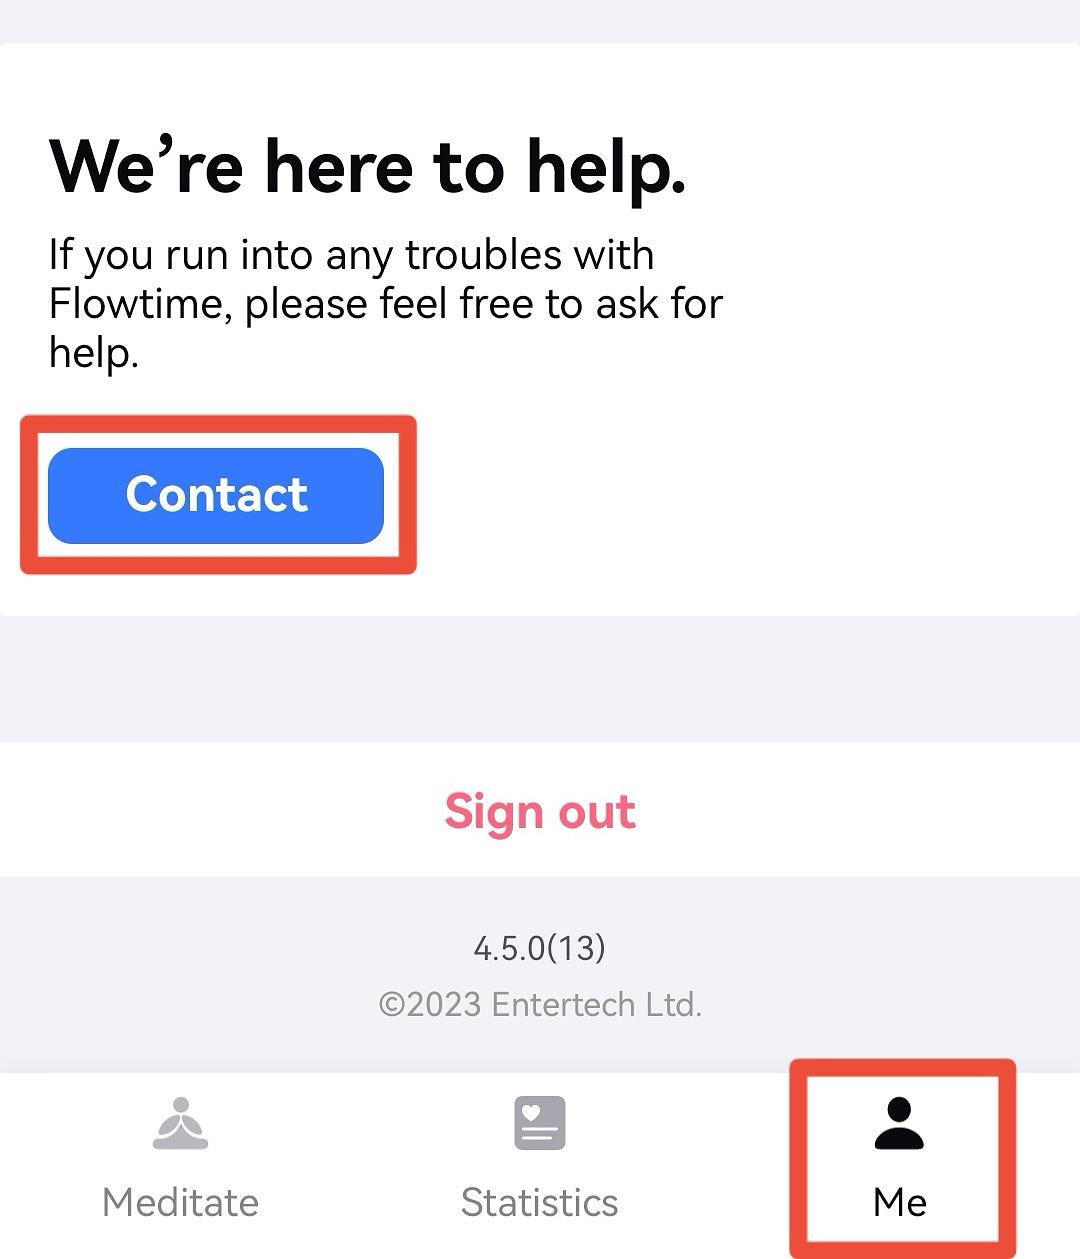 We’re here to help.
If you run into any troubles with
Flowtime, please feel free to ask for
help.
Contact
Sign out
4.5.0(13)
©2023 Entertech Ltd.
Meditate
Statistics
Me